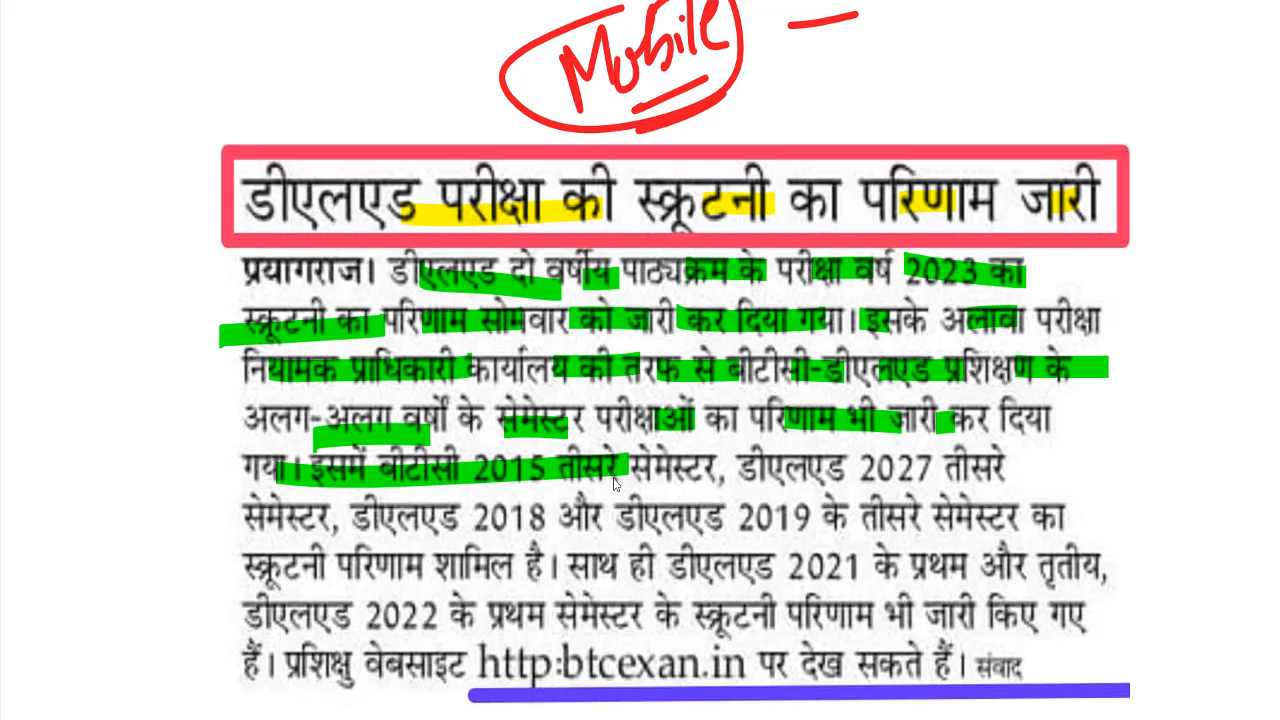 Mobile
डीएलएड परीक्षा की स्क्रूटनी का परिणाम जारी
प्रयागराज। डीएलएड दो वर्षीय पाठ्यक्रम के परीक्षा वर्ष 2023 का
स्क्रूटनी का परिणाम सोमवार को जारी कर दिया गया। इसके अलावा परीक्षा
नियामक प्राधिकारी कार्यालय की तरफ से बीटीसी-डीएलएड प्रशिक्षण के
अलग-अलग वर्षों के सेमेस्टर परीक्षाओं का परिणाम भी जारी कर दिया
गया। इसमें बीटीसी 2015 तीसरे सेमेस्टर, डीएलएड 2027 तीसरे
सेमेस्टर, डीएलएड 2018 और डीएलएड 2019 के तीसरे सेमेस्टर का
स्क्रूटनी परिणाम शामिल है। साथ ही डीएलएड 2021 के प्रथम और तृतीय,
डीएलएड 2022 के प्रथम सेमेस्टर के स्क्रूटनी परिणाम भी जारी किए गए
हैं। प्रशिक्षु वेबसाइट http:btcexan.in पर देख सकते हैं। संवाद